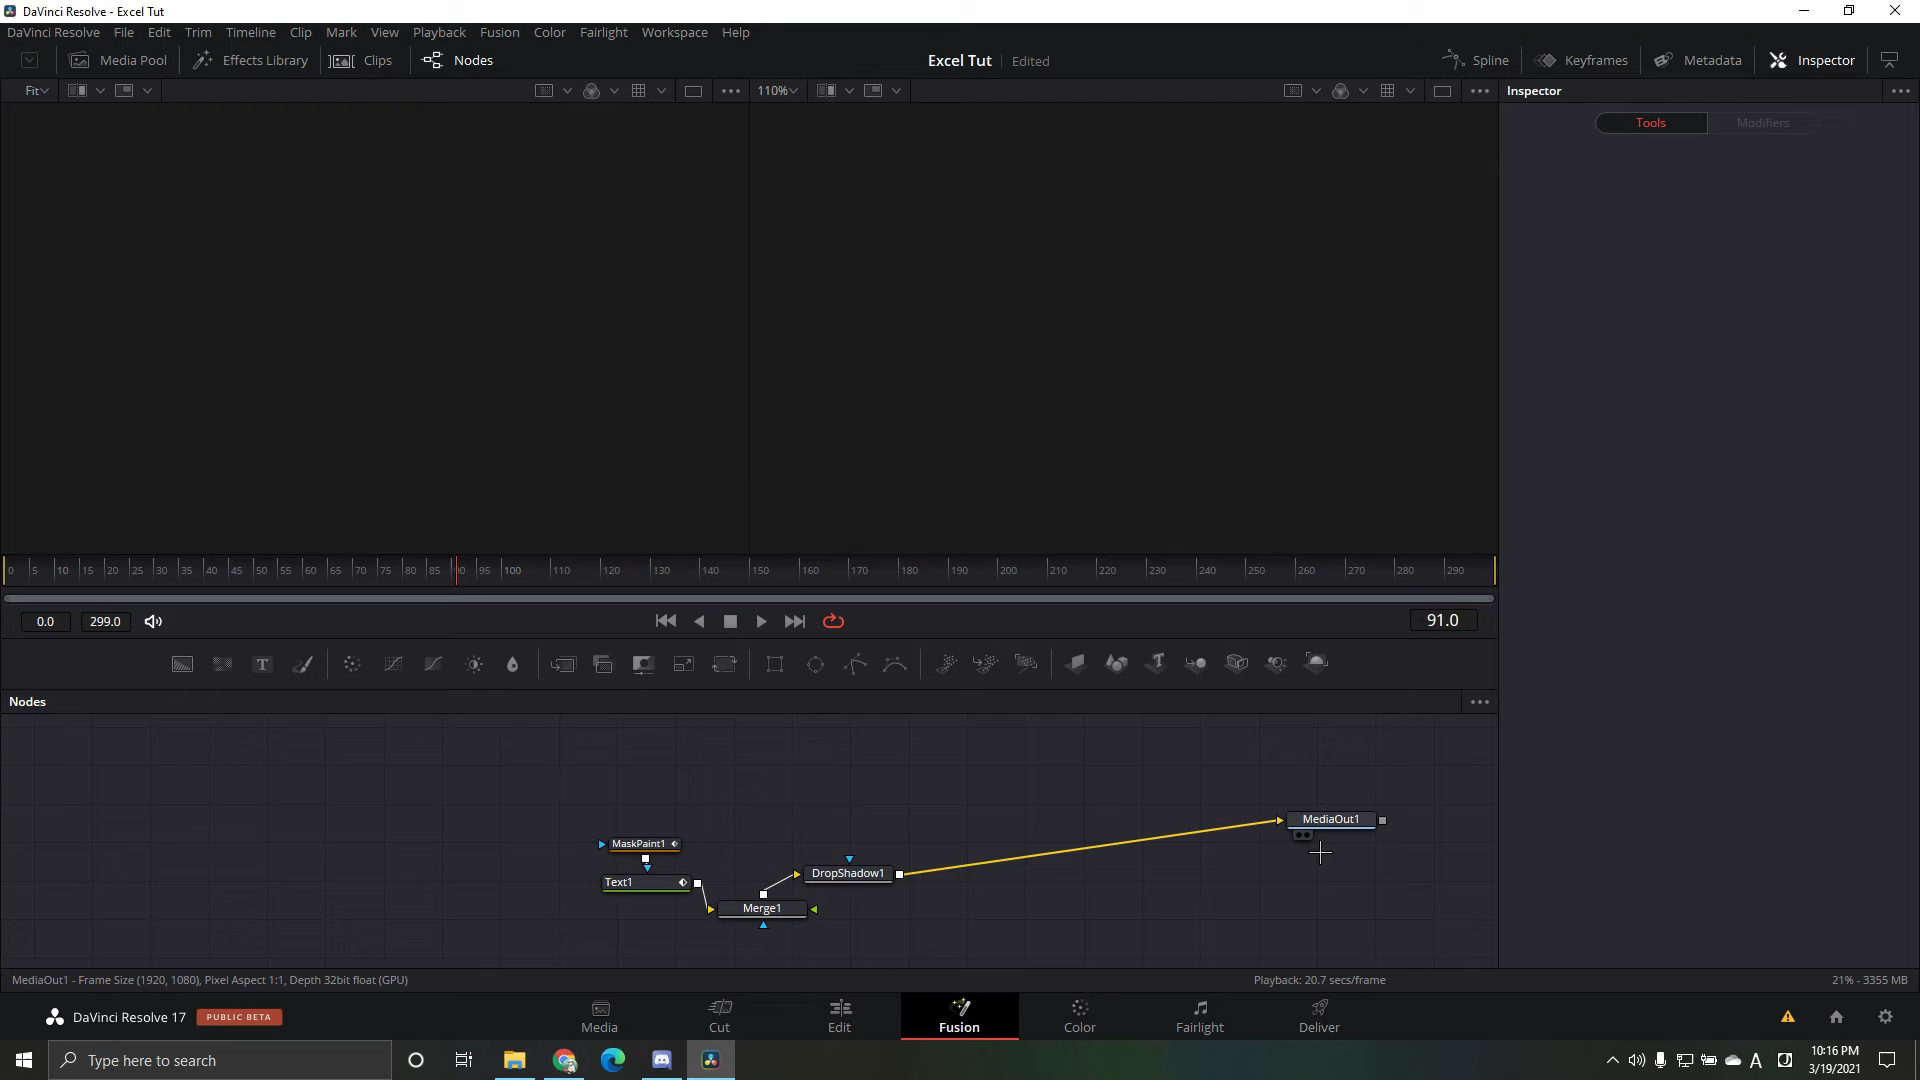 DaVinci Resolve - Excel Tut
DaVinci Resolve File Edit Trim Timeline Clip Mark View Playback Fusion Color Fairlight Workspace Help
Media Pool Effects Library Clips Nodes Excel Tut Edited Spline Keyframes Metadata Inspector
Fit 110% Inspector
Tools Modifiers
0 5 10 15 20 25 30 35 40 45 50 55 60 65 70 75 80 85 90 95 100 110 120 130 140 150 160 170 180 190 200 210 220 230 240 250 260 270 280 290
0.0 299.0 91.0
T
Nodes
MediaOut1
MaskPaint1
DropShadow1
Text1
Merge1
MediaOut1 - Frame Size (1920, 1080), Pixel Aspect 1:1, Depth 32bit float (GPU) Playback: 20.7 secs/frame 21% - 3355 MB
DaVinci Resolve 17 PUBLIC BETA Media Cut Edit Fusion Color Fairlight Deliver
Type here to search A 10:16 PM
3/19/2021